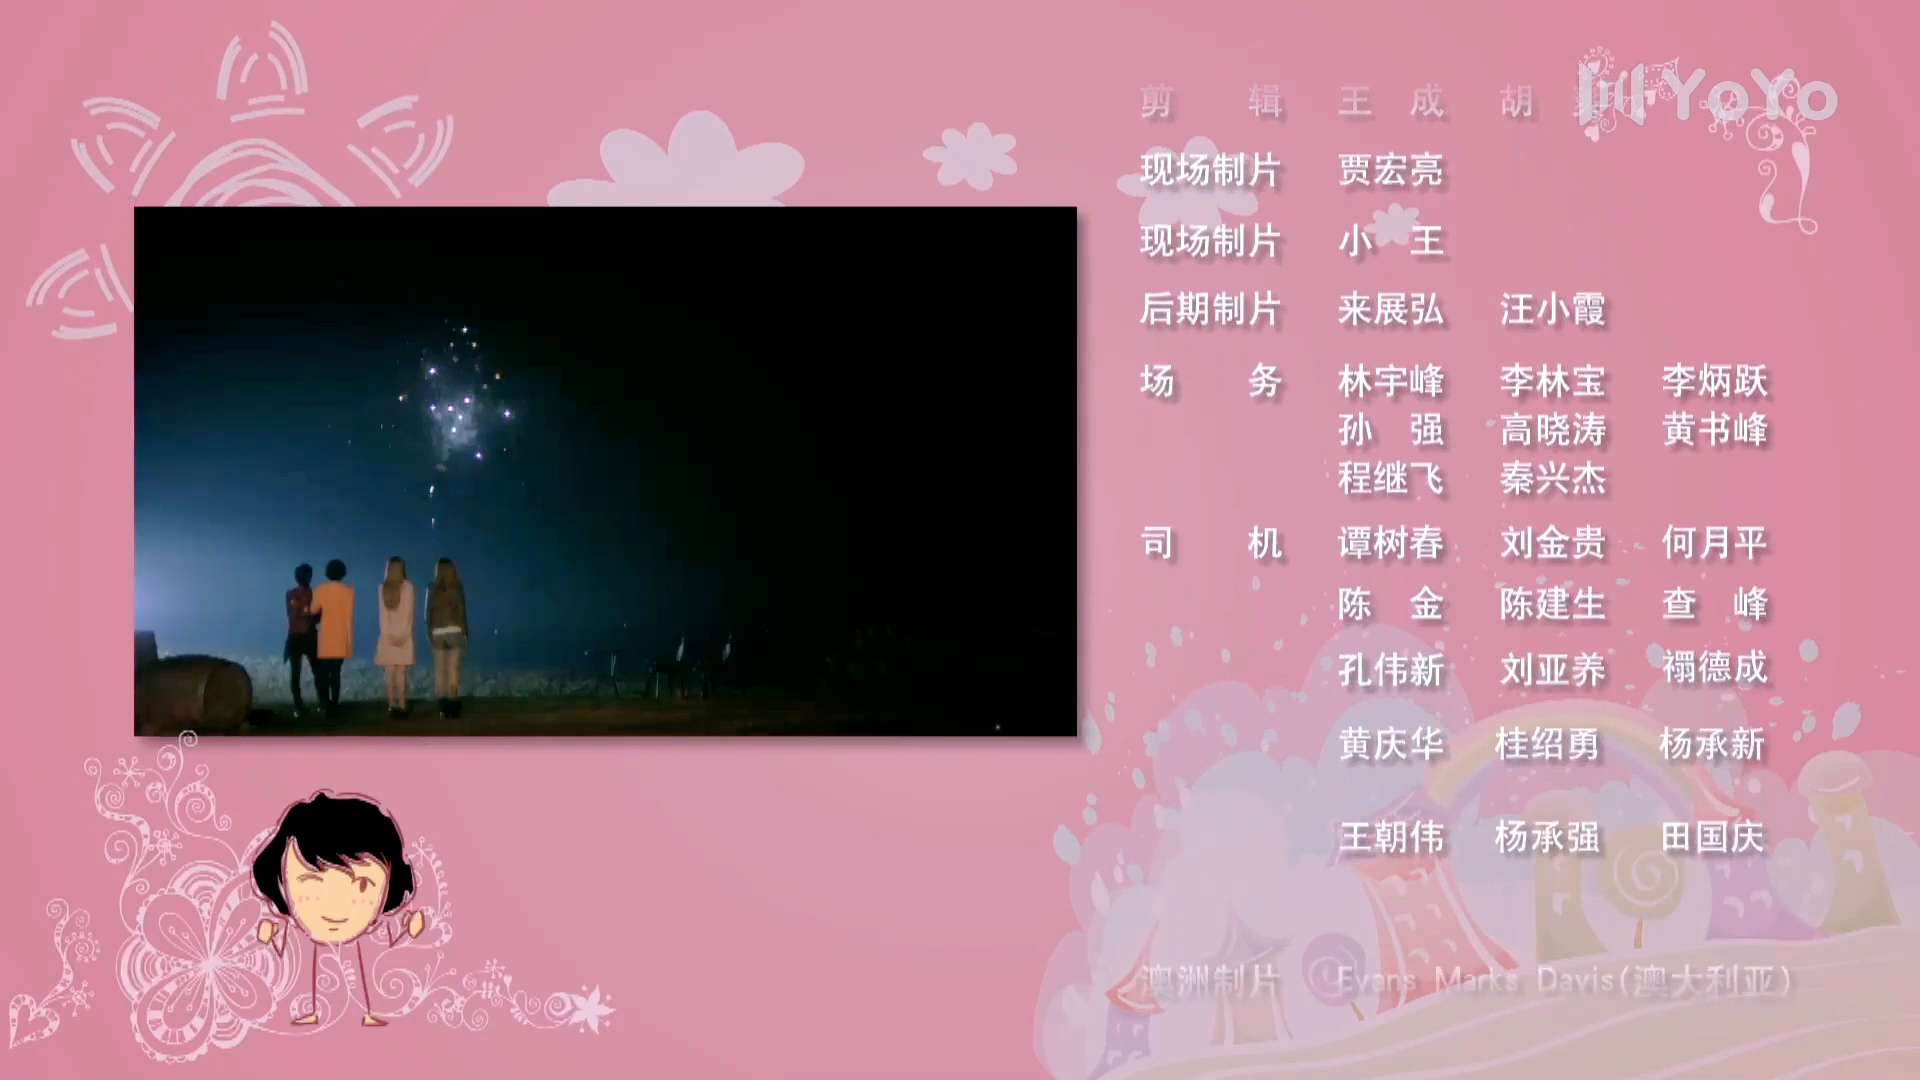 YoYo
剪 辑 王 成 胡
现场制片 贾宏亮
现场制片 小 王
后期制片 来展弘 汪小霞
场 务 林宇峰 李林宝 李炳跃
孙 强 高晓涛 黄书峰
程继飞 秦兴杰
司 机 谭树春 刘金贵 何月平
陈 金 陈建生 查 峰
孔伟新 刘亚养 禤德成
黄庆华 桂绍勇 杨承新
王朝伟 杨承强 田国庆
澳洲制片 Evans Marks Davis(澳大利亚)